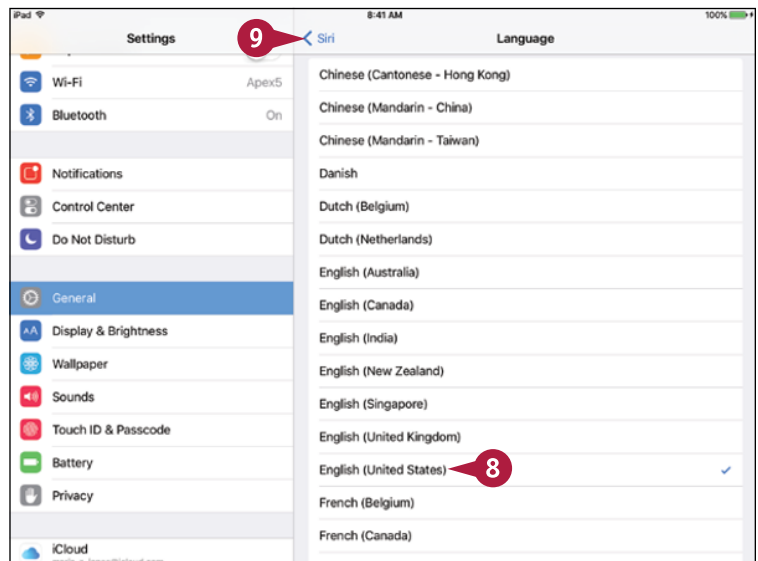 iPad
8:41 AM
100%
Settings
9
Siri
Language
Wi-Fi
Apex5
Bluetooth
On
Notifications
Control Center
Do Not Disturb
General
AA
Display & Brightness
Wallpaper
Sounds
Touch ID & Passcode
Battery
Privacy
iCloud
Chinese (Cantonese - Hong Kong)
Chinese (Mandarin - China)
Chinese (Mandarin - Taiwan)
Danish
Dutch (Belgium)
Dutch (Netherlands)
English (Australia)
English (Canada)
English (India)
English (New Zealand)
English (Singapore)
English (United Kingdom)
English (United States)
8
French (Belgium)
French (Canada)